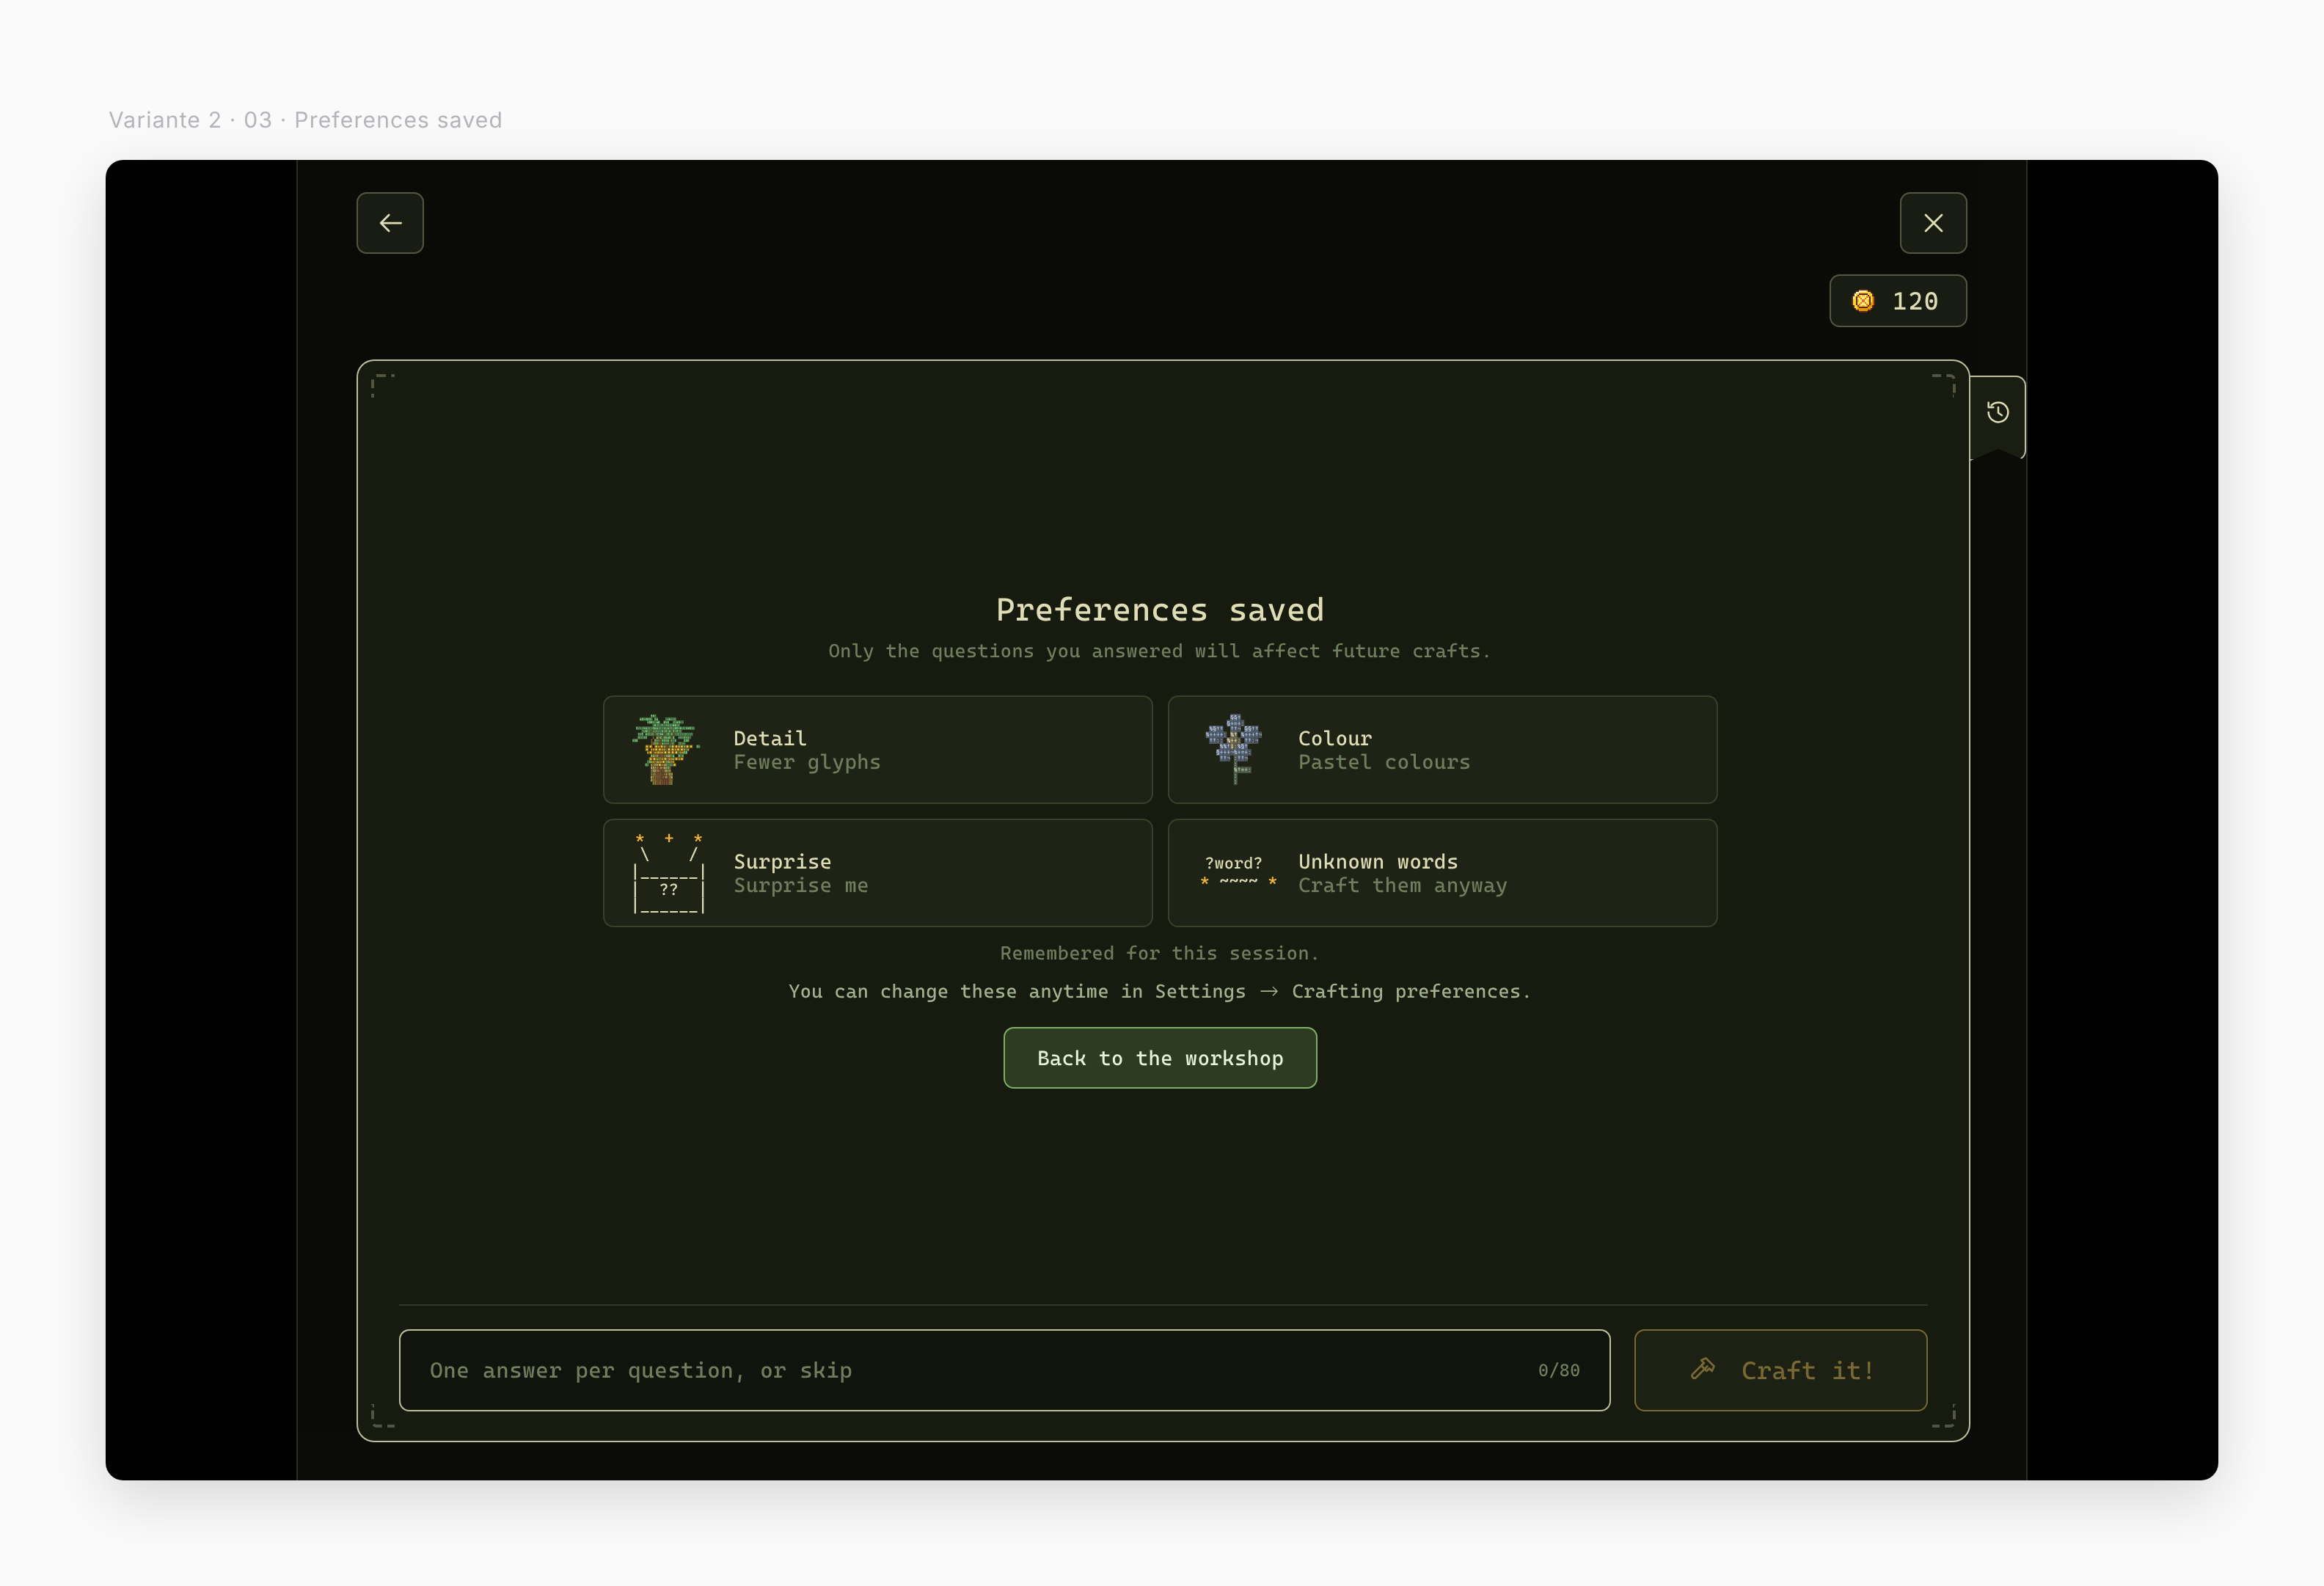 Variante 2 · 03 · Preferences saved
120
Preferences saved
Only the questions you answered will affect future crafts.
Detail
Fewer glyphs
Colour
Pastel colours
* + *
\ /
|______|
| ?? |
|______|
Surprise
Surprise me
?word?
* ~~~~ *
Unknown words
Craft them anyway
Remembered for this session.
You can change these anytime in Settings → Crafting preferences.
Back to the workshop
One answer per question, or skip
0/80
Craft it!